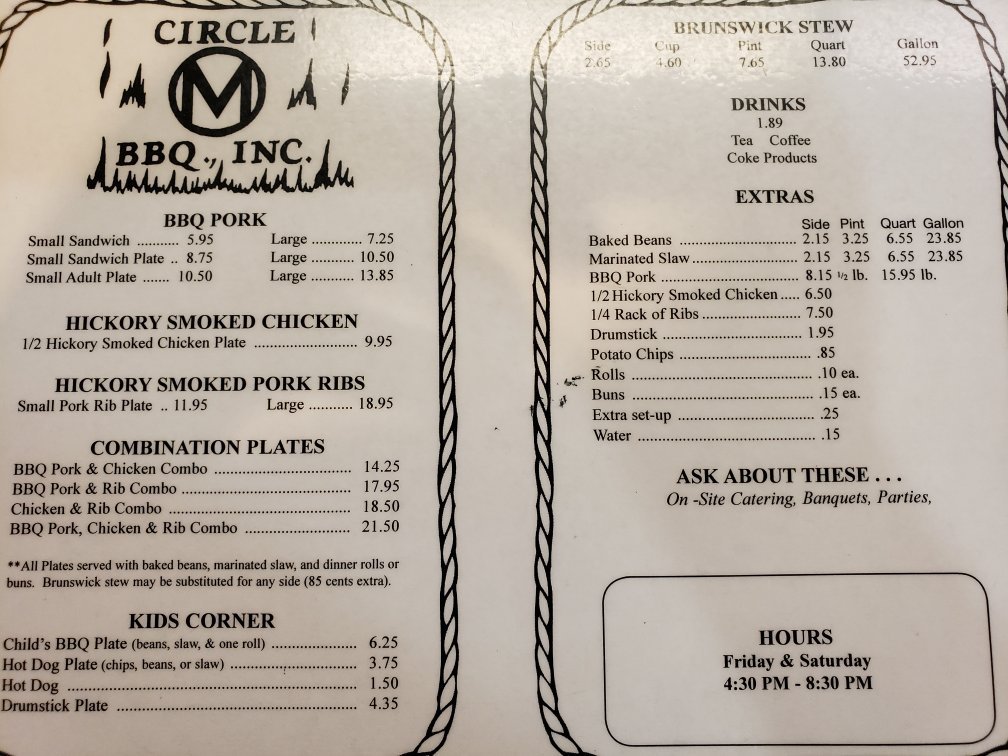 CIRCLE
M
BBQ., INC.
BBQ PORK
Small Sandwich .......... 5.95 Large ............ 7.25
Small Sandwich Plate .. 8.75 Large ............ 10.50
Small Adult Plate ....... 10.50 Large ............ 13.85
HICKORY SMOKED CHICKEN
1/2 Hickory Smoked Chicken Plate .............................. 9.95
HICKORY SMOKED PORK RIBS
Small Pork Rib Plate .. 11.95 Large ........... 18.95
COMBINATION PLATES
BBQ Pork & Chicken Combo ................................ 14.25
BBQ Pork & Rib Combo ....................................... 17.95
Chicken & Rib Combo .......................................... 18.50
BBQ Pork, Chicken & Rib Combo ........................ 21.50
**All Plates served with baked beans, marinated slaw, and dinner rolls or
buns. Brunswick stew may be substituted for any side (85 cents extra).
KIDS CORNER
Child's BBQ Plate (beans, slaw, & one roll) .................... 6.25
Hot Dog Plate (chips, beans, or slaw) ............................. 3.75
Hot Dog .................................................................... 1.50
Drumstick Plate ........................................................ 4.35
BRUNSWICK STEW
Side Cup Pint Quart Gallon
2.65 4.60 7.65 13.80 52.95
DRINKS
1.89
Tea Coffee
Coke Products
EXTRAS
Side Pint Quart Gallon
Baked Beans ........................... 2.15 3.25 6.55 23.85
Marinated Slaw ........................ 2.15 3.25 6.55 23.85
BBQ Pork ................................ 8.15 1/2 lb. 15.95 lb.
1/2 Hickory Smoked Chicken ..... 6.50
1/4 Rack of Ribs ....................... 7.50
Drumstick ................................. 1.95
Potato Chips ............................... .85
Rolls .......................................... .10 ea.
Buns .......................................... .15 ea.
Extra set-up ............................... .25
Water ......................................... .15
ASK ABOUT THESE . . .
On -Site Catering, Banquets, Parties,
HOURS
Friday & Saturday
4:30 PM - 8:30 PM